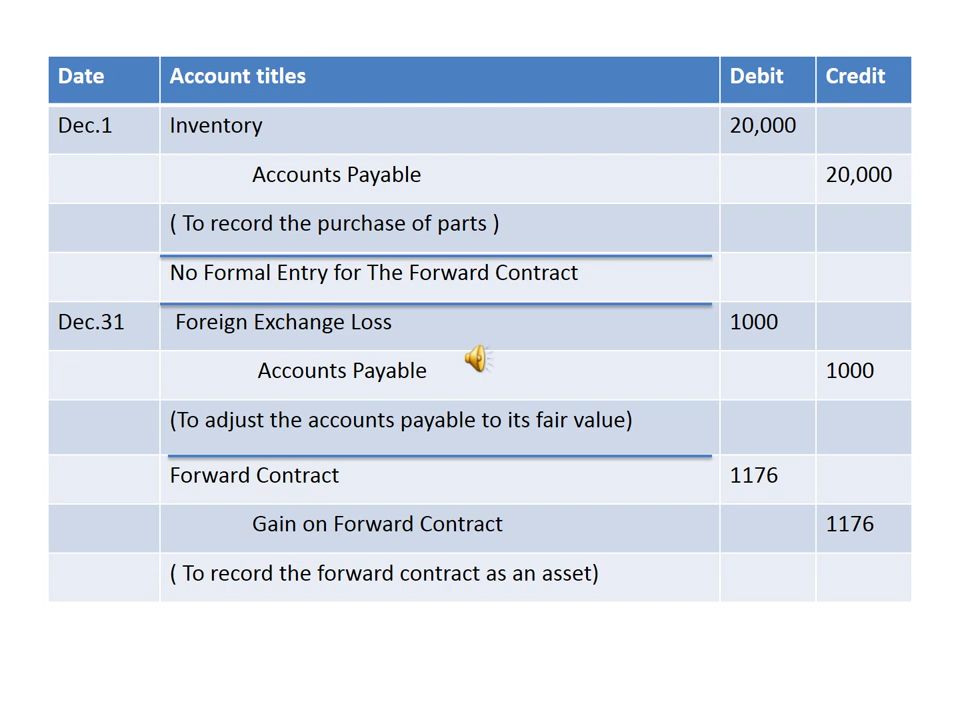 Date Account titles Debit Credit
Dec.1 Inventory 20,000
Accounts Payable 20,000
( To record the purchase of parts )
No Formal Entry for The Forward Contract
Dec.31 Foreign Exchange Loss 1000
Accounts Payable 1000
(To adjust the accounts payable to its fair value)
Forward Contract 1176
Gain on Forward Contract 1176
( To record the forward contract as an asset)